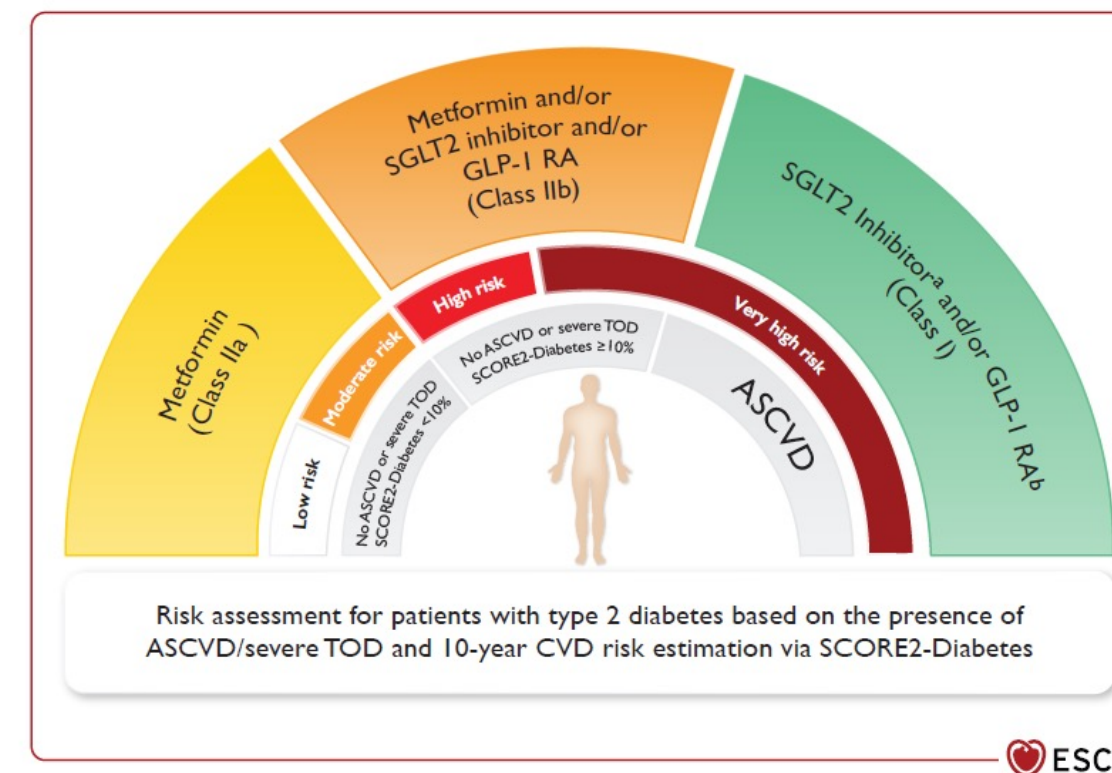 Metformin
(Class IIa )
Metformin and/or
SGLT2 inhibitor and/or
GLP-1 RA
(Class IIb)
SGLT2 Inhibitorᵃ and/or GLP-1 RAᵇ
(Class I)
Low risk
Moderate risk
High risk
Very high risk
No ASCVD or severe TOD
SCORE2-Diabetes <10%
No ASCVD or severe TOD
SCORE2-Diabetes ≥10%
ASCVD
Risk assessment for patients with type 2 diabetes based on the presence of
ASCVD/severe TOD and 10-year CVD risk estimation via SCORE2-Diabetes
ESC